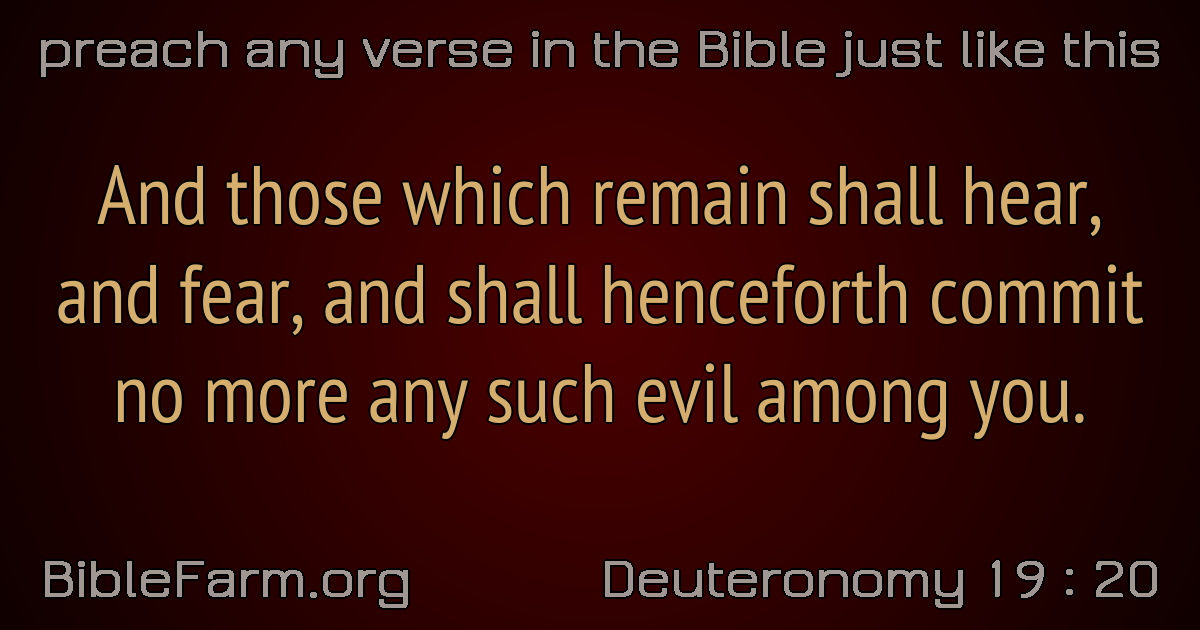 preach any verse in the Bible just like this
And those which remain shall hear,
and fear, and shall henceforth commit
no more any such evil among you.
BibleFarm.org
Deuteronomy 19 : 20